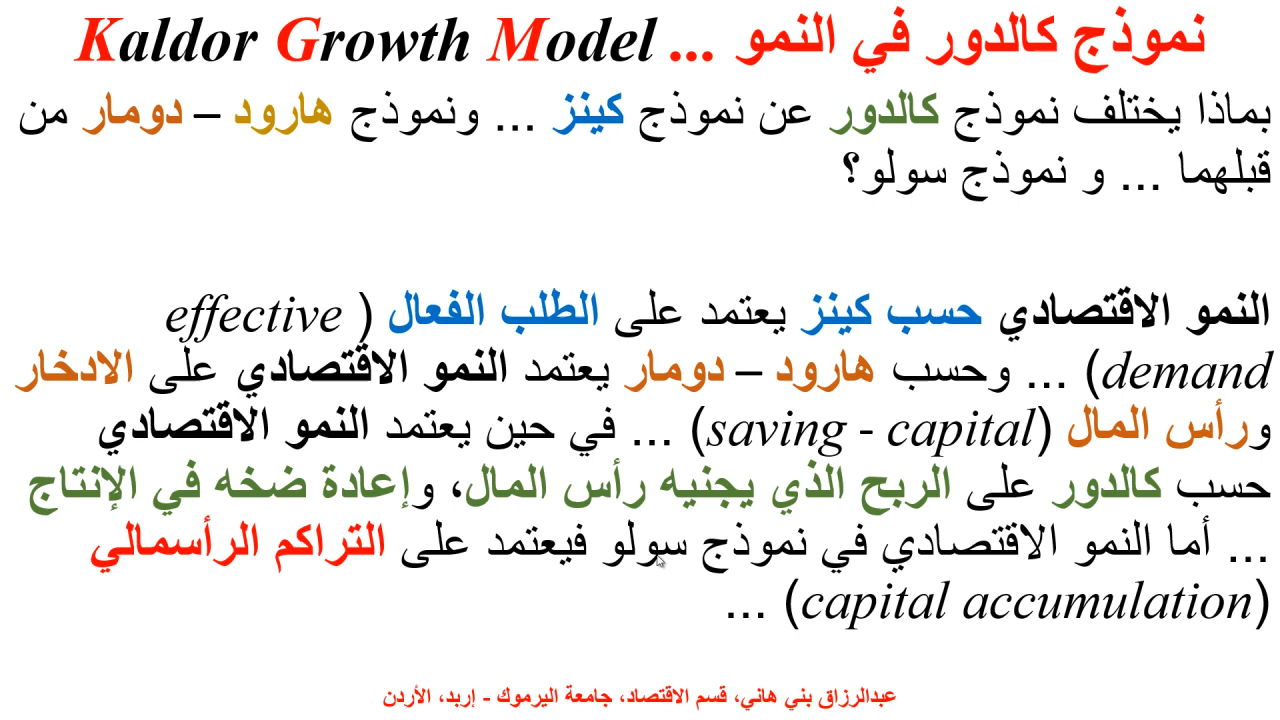 نموذج كالدور في النمو ... Kaldor Growth Model
بماذا يختلف نموذج كالدور عن نموذج كينز ... ونموذج هارود – دومار من
قبلهما ... و نموذج سولو؟
النمو الاقتصادي حسب كينز يعتمد على الطلب الفعال (effective
demand) ... وحسب هارود – دومار يعتمد النمو الاقتصادي على الادخار
ورأس المال (saving - capital) ... في حين يعتمد النمو الاقتصادي
حسب كالدور على الربح الذي يجنيه رأس المال، وإعادة ضخه في الإنتاج
... أما النمو الاقتصادي في نموذج سولو فيعتمد على التراكم الرأسمالي
(capital accumulation) ...
عبدالرزاق بني هاني، قسم الاقتصاد، جامعة اليرموك - إربد، الأردن